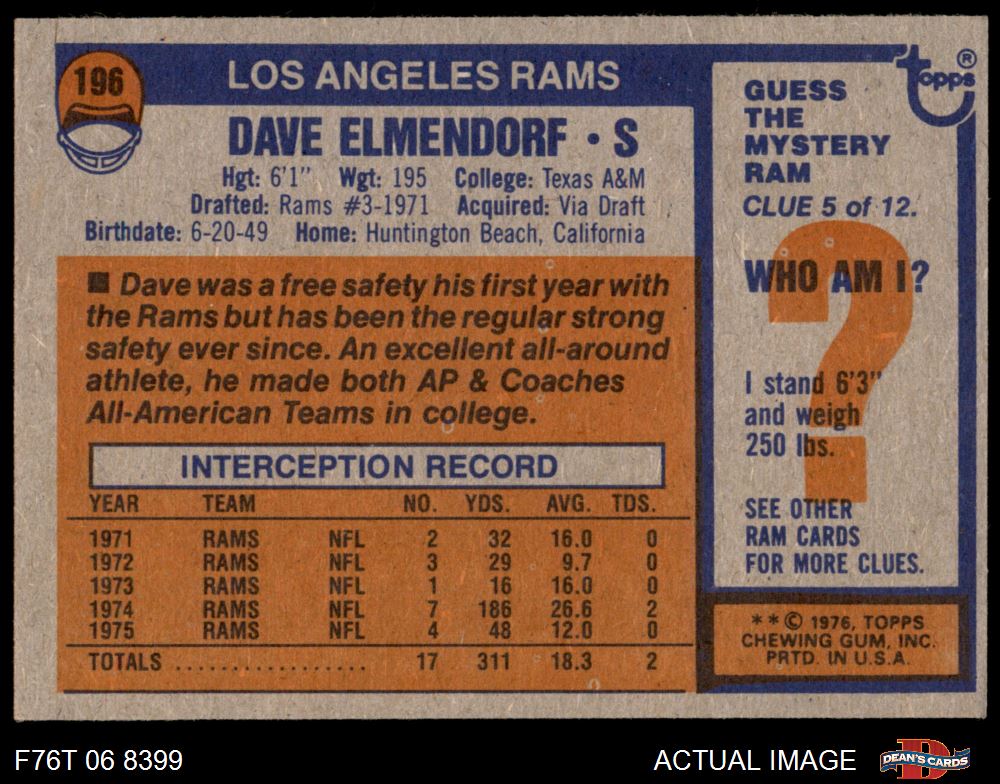 196
LOS ANGELES RAMS
DAVE ELMENDORF • S
Hgt: 6'1" Wgt: 195 College: Texas A&M
Drafted: Rams #3-1971 Acquired: Via Draft
Birthdate: 6-20-49 Home: Huntington Beach, California
■ Dave was a free safety his first year with
the Rams but has been the regular strong
safety ever since. An excellent all-around
athlete, he made both AP & Coaches
All-American Teams in college.
INTERCEPTION RECORD
YEAR TEAM NO. YDS. AVG. TDS.
1971 RAMS NFL 2 32 16.0 0
1972 RAMS NFL 3 29 9.7 0
1973 RAMS NFL 1 16 16.0 0
1974 RAMS NFL 7 186 26.6 2
1975 RAMS NFL 4 48 12.0 0
TOTALS .................. 17 311 18.3 2
topps ®
GUESS
THE
MYSTERY
RAM
CLUE 5 of 12.
?
WHO AM I?
I stand 6'3"
and weigh
250 lbs.
SEE OTHER
RAM CARDS
FOR MORE CLUES.
* * © 1976, TOPPS
CHEWING GUM, INC.
PRTD. IN U.S.A.
F76T 06 8399
ACTUAL IMAGE
DEAN'S CARDS